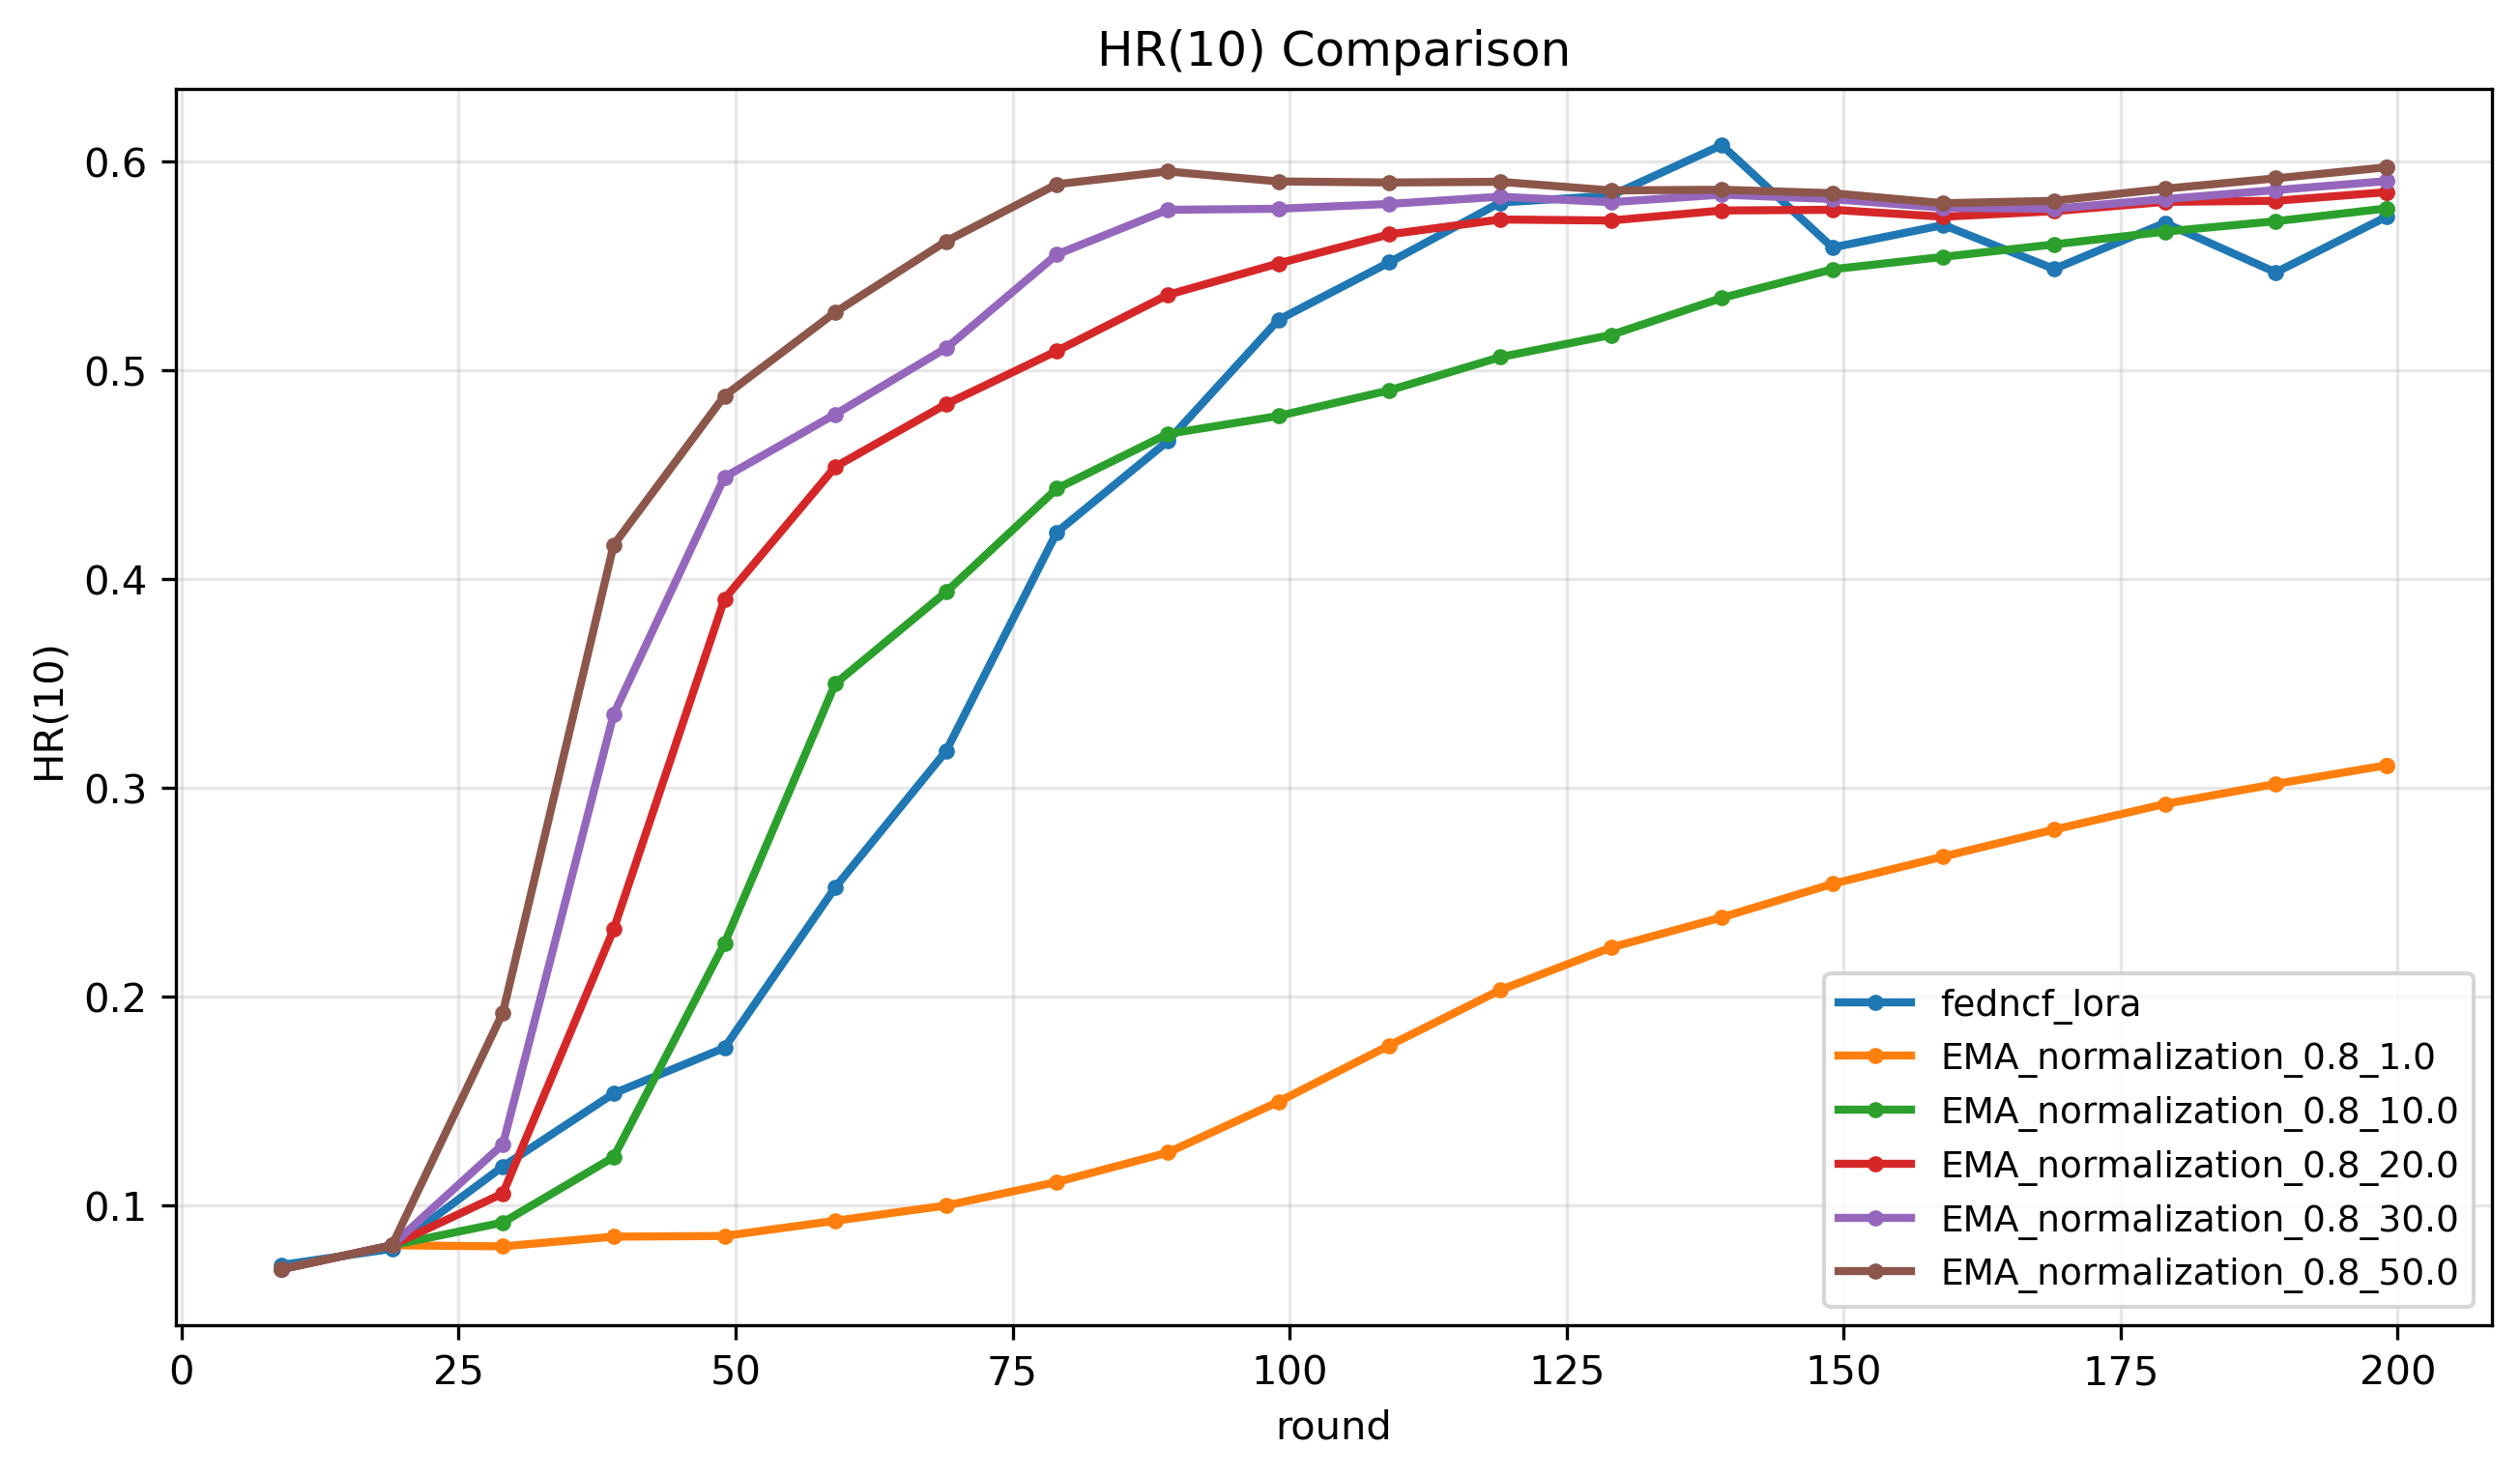 HR(10) Comparison
HR(10)
0.6
0.5
0.4
0.3
0.2
0.1
0 25 50 75 100 125 150 175 200
round
fedncf_lora
EMA_normalization_0.8_1.0
EMA_normalization_0.8_10.0
EMA_normalization_0.8_20.0
EMA_normalization_0.8_30.0
EMA_normalization_0.8_50.0